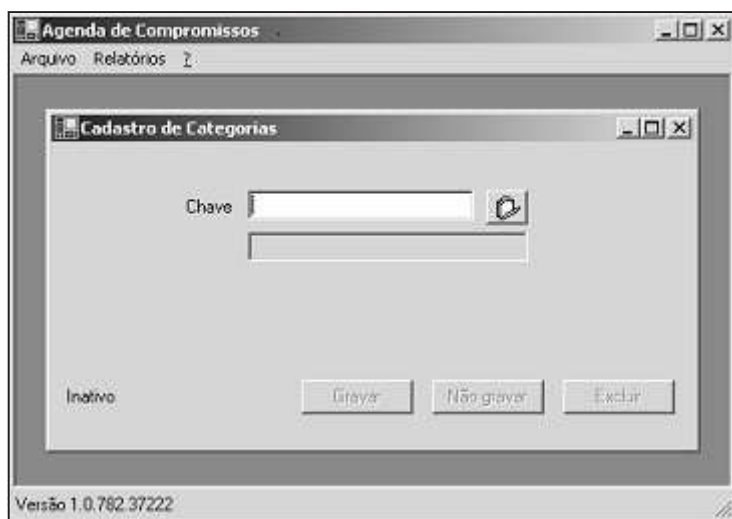 Agenda de Compromissos
Arquivo Relatórios ?
Cadastro de Categorias
Chave
Inativo Gravar Não gravar Excluir
Versão 1.0.782.37222